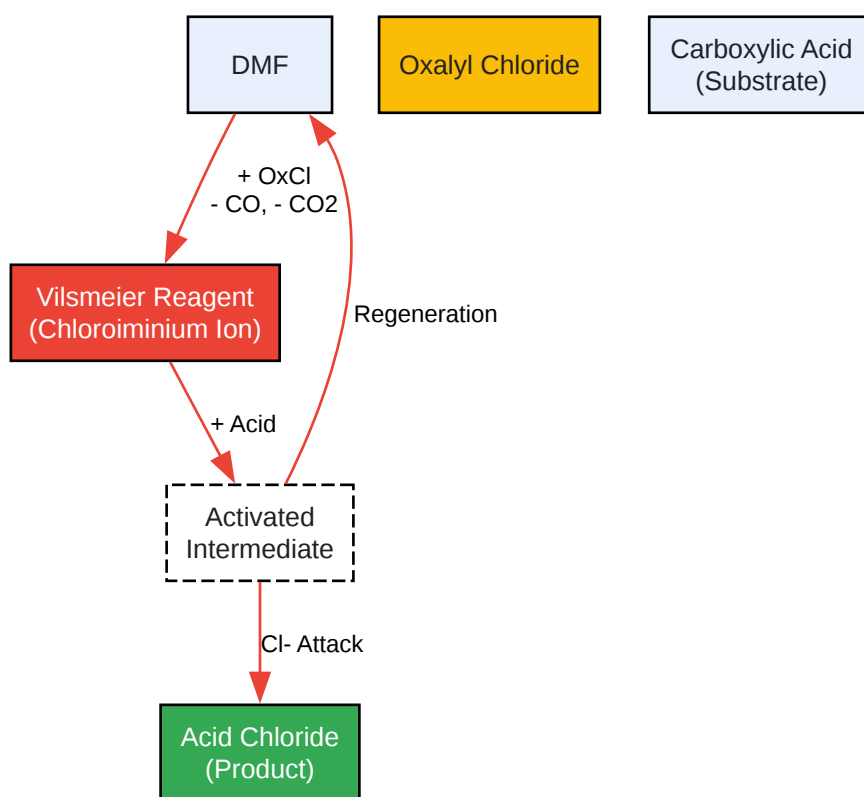 DMF
Oxalyl Chloride
Carboxylic Acid
(Substrate)
+ OxCl
- CO, - CO2
Vilsmeier Reagent
(Chloroiminium Ion)
Regeneration
+ Acid
Activated
Intermediate
Cl- Attack
Acid Chloride
(Product)